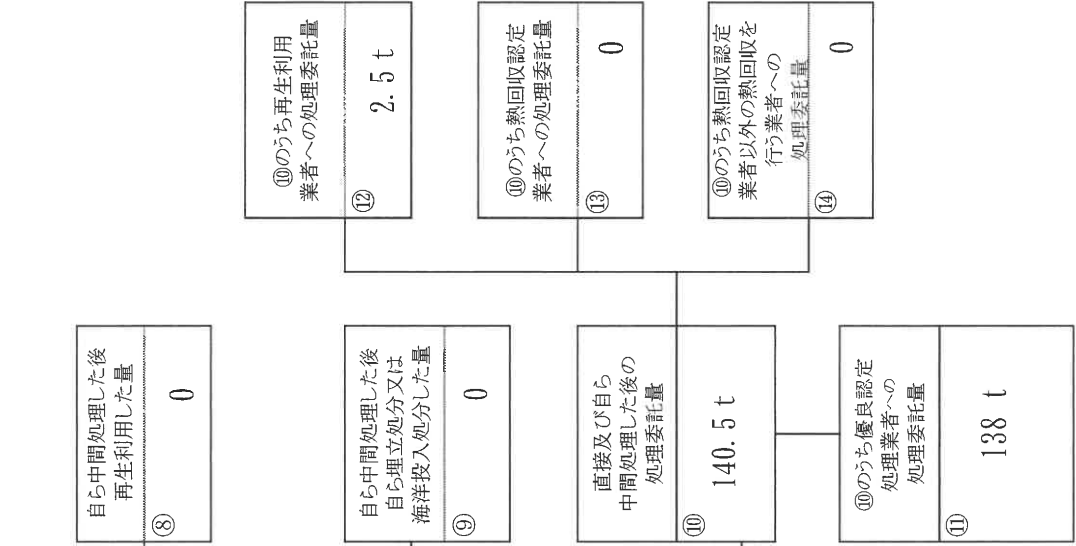 自ら中間処理した後
再生利用した量
⑧
0
自ら中間処理した後
自ら埋立処分又は
海洋投入処分した量
⑨
0
直接及び自ら
中間処理した後の
処理委託量
⑩
140.5 t
⑩のうち優良認定
処理業者への
処理委託量
⑪
138 t
⑩のうち再生利用
業者への処理委託量
⑫
2.5 t
⑩のうち熱回収認定
業者への処理委託量
⑬
0
⑩のうち熱回収認定
業者以外の熱回収を
行う業者への
処理委託量
⑭
0